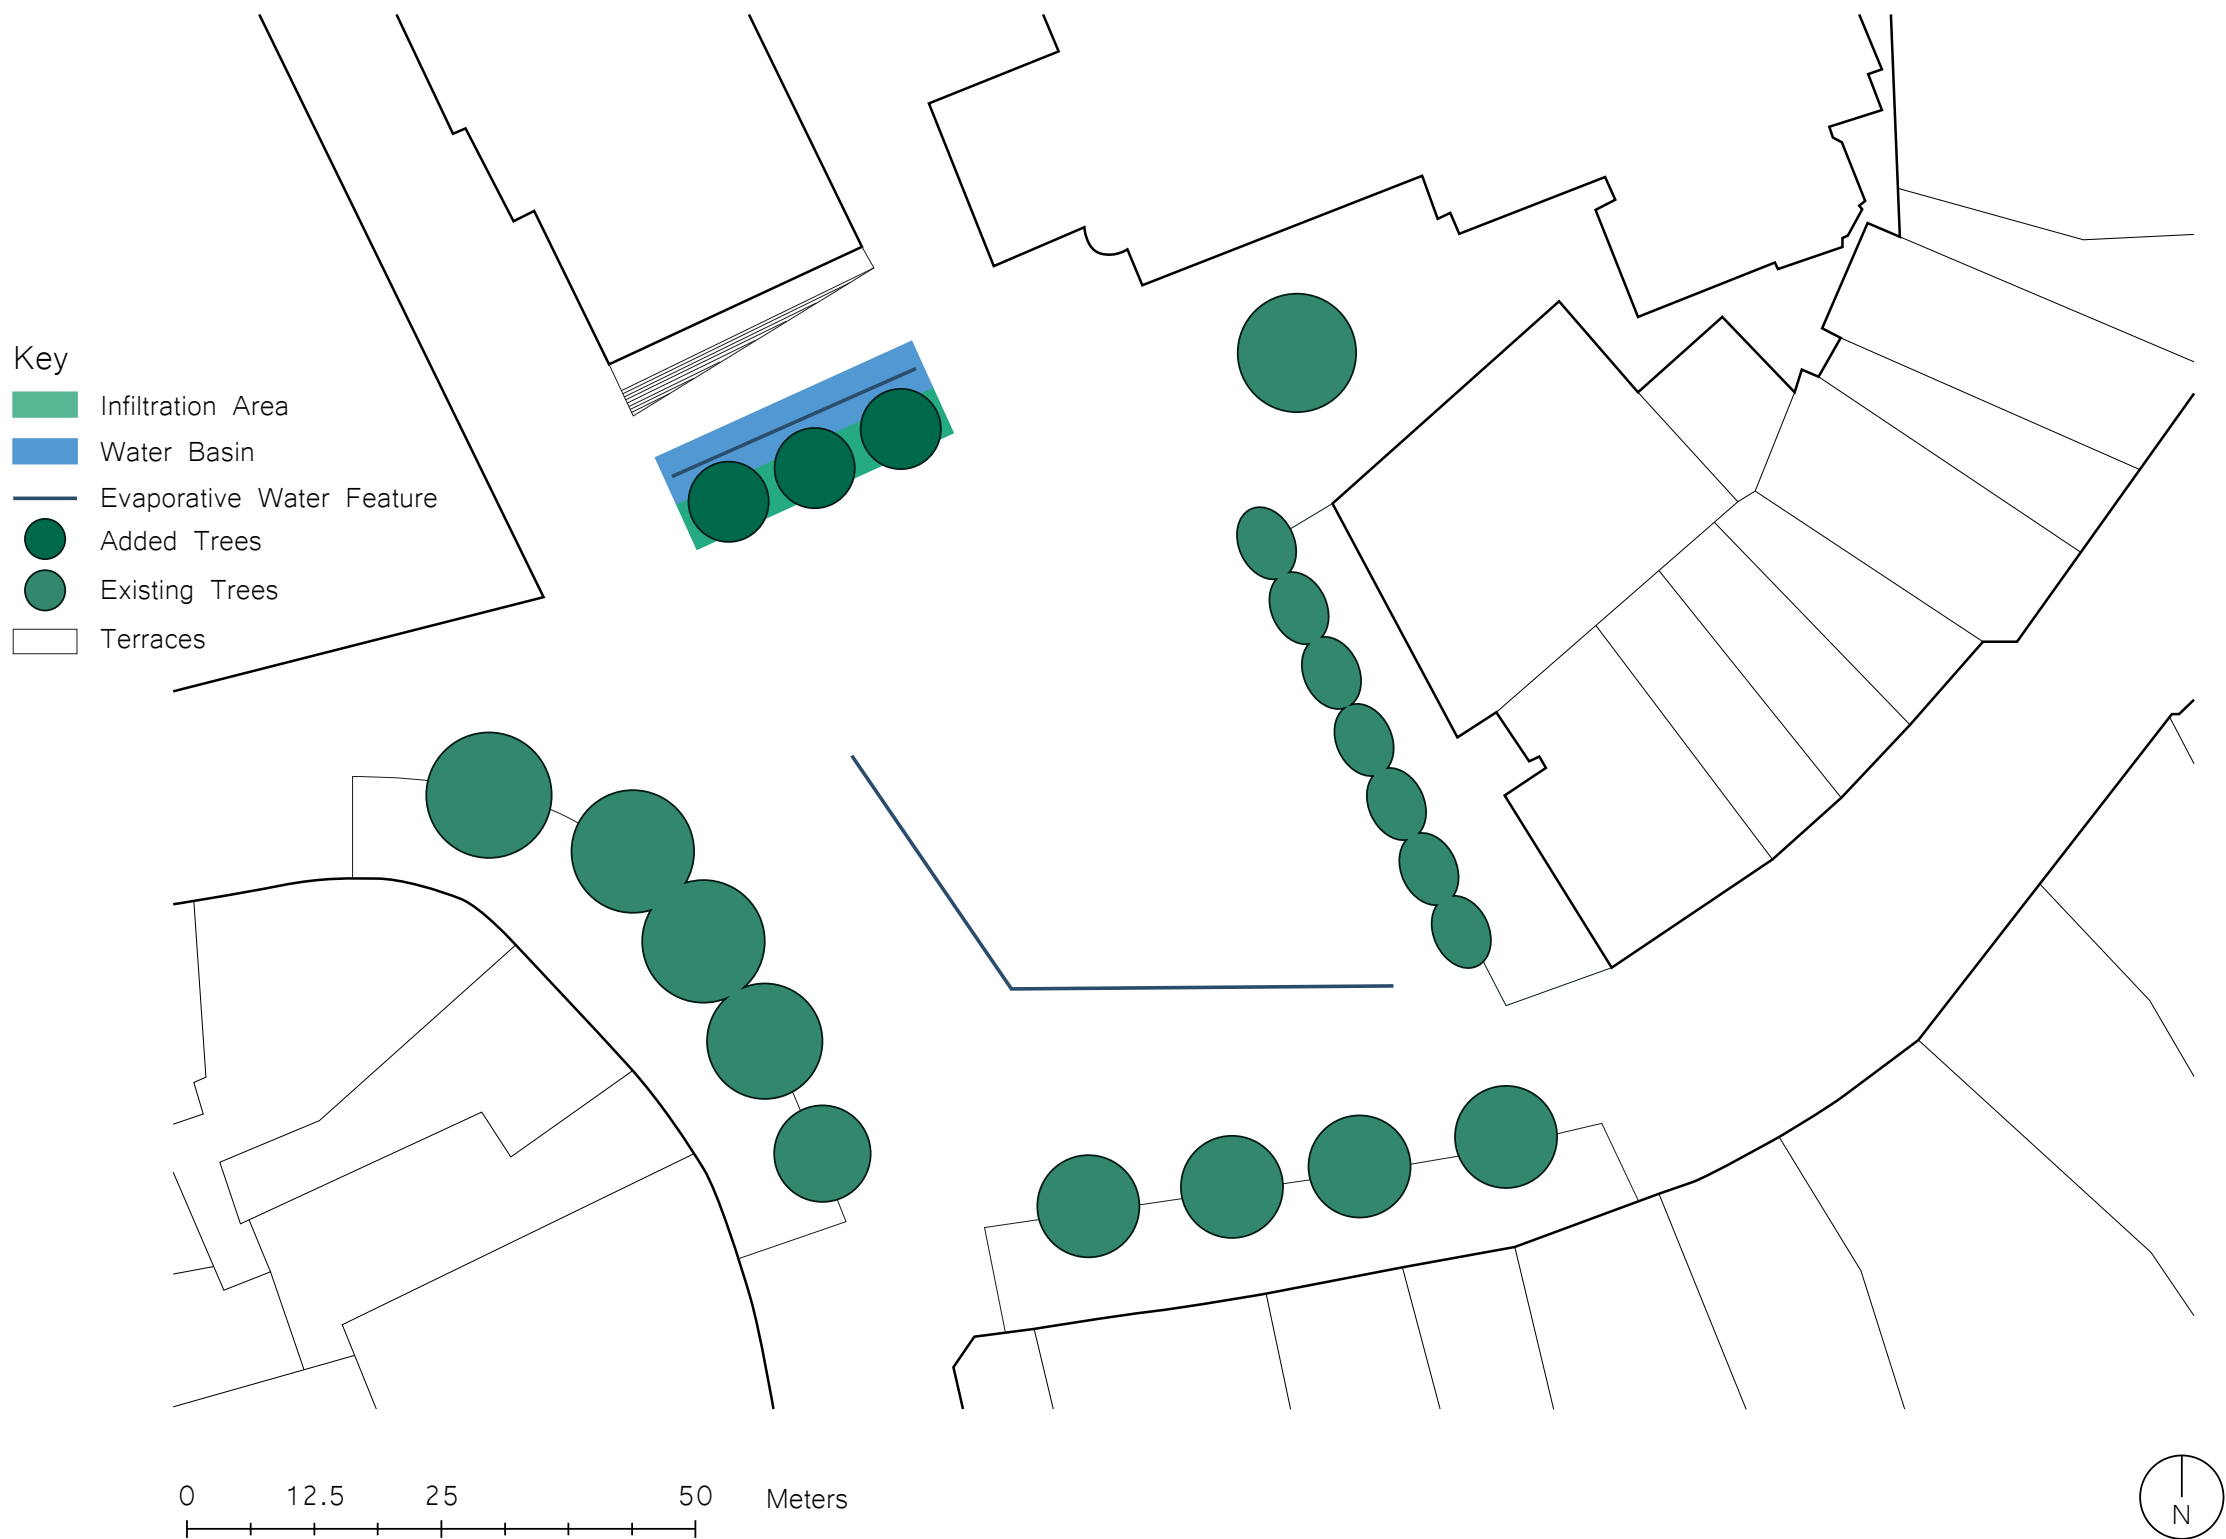 Key
Infiltration Area
Water Basin
Evaporative Water Feature
Added Trees
Existing Trees
Terraces
0 12.5 25 50 Meters
N